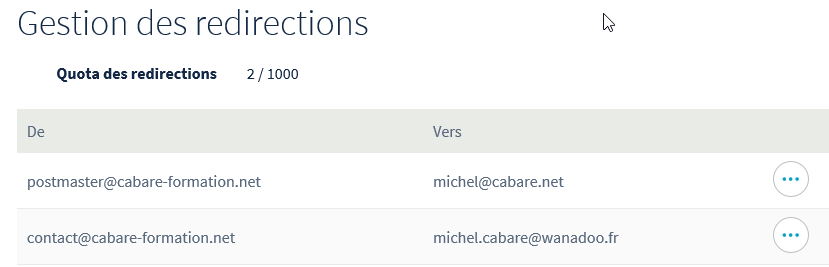 Gestion des redirections
Quota des redirections 2 / 1000
De Vers
postmaster@cabare-formation.net michel@cabare.net
contact@cabare-formation.net michel.cabare@wanadoo.fr